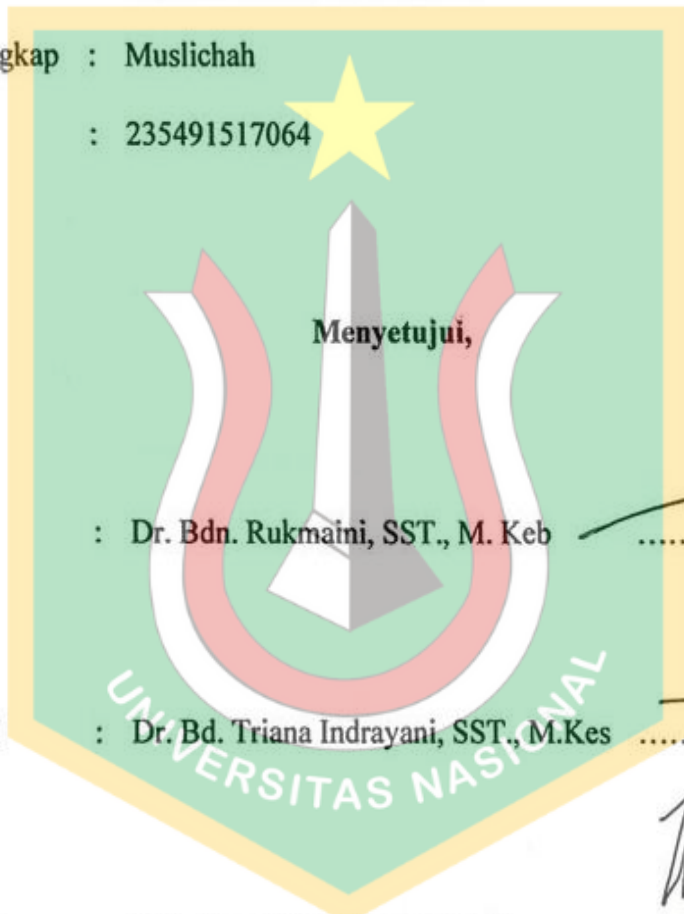 gkap : Muslichah
: 235491517064
Menyetujui,
: Dr. Bdn. Rukmaini, SST., M. Keb .....
: Dr. Bd. Triana Indrayani, SST., M.Kes .....
UNIVERSITAS NASIONAL